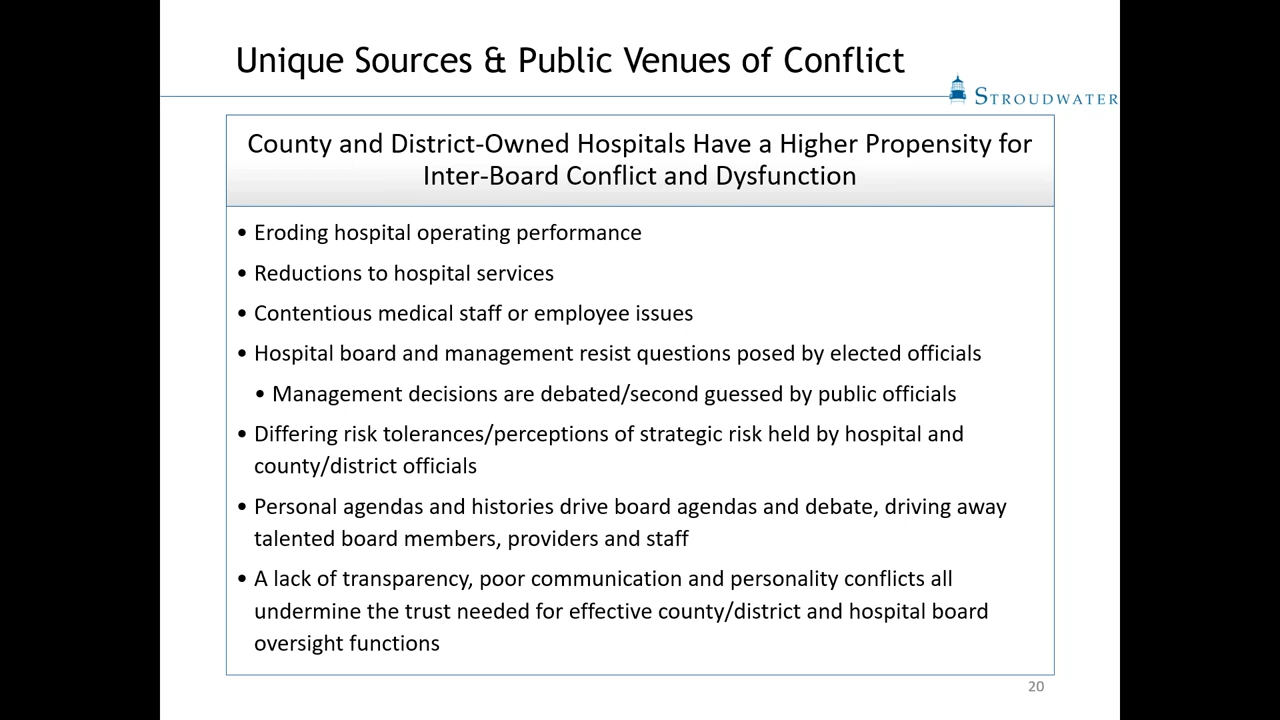 Unique Sources & Public Venues of Conflict
STROUDWATER
County and District-Owned Hospitals Have a Higher Propensity for
Inter-Board Conflict and Dysfunction
• Eroding hospital operating performance
• Reductions to hospital services
• Contentious medical staff or employee issues
• Hospital board and management resist questions posed by elected officials
• Management decisions are debated/second guessed by public officials
• Differing risk tolerances/perceptions of strategic risk held by hospital and
county/district officials
• Personal agendas and histories drive board agendas and debate, driving away
talented board members, providers and staff
• A lack of transparency, poor communication and personality conflicts all
undermine the trust needed for effective county/district and hospital board
oversight functions
20